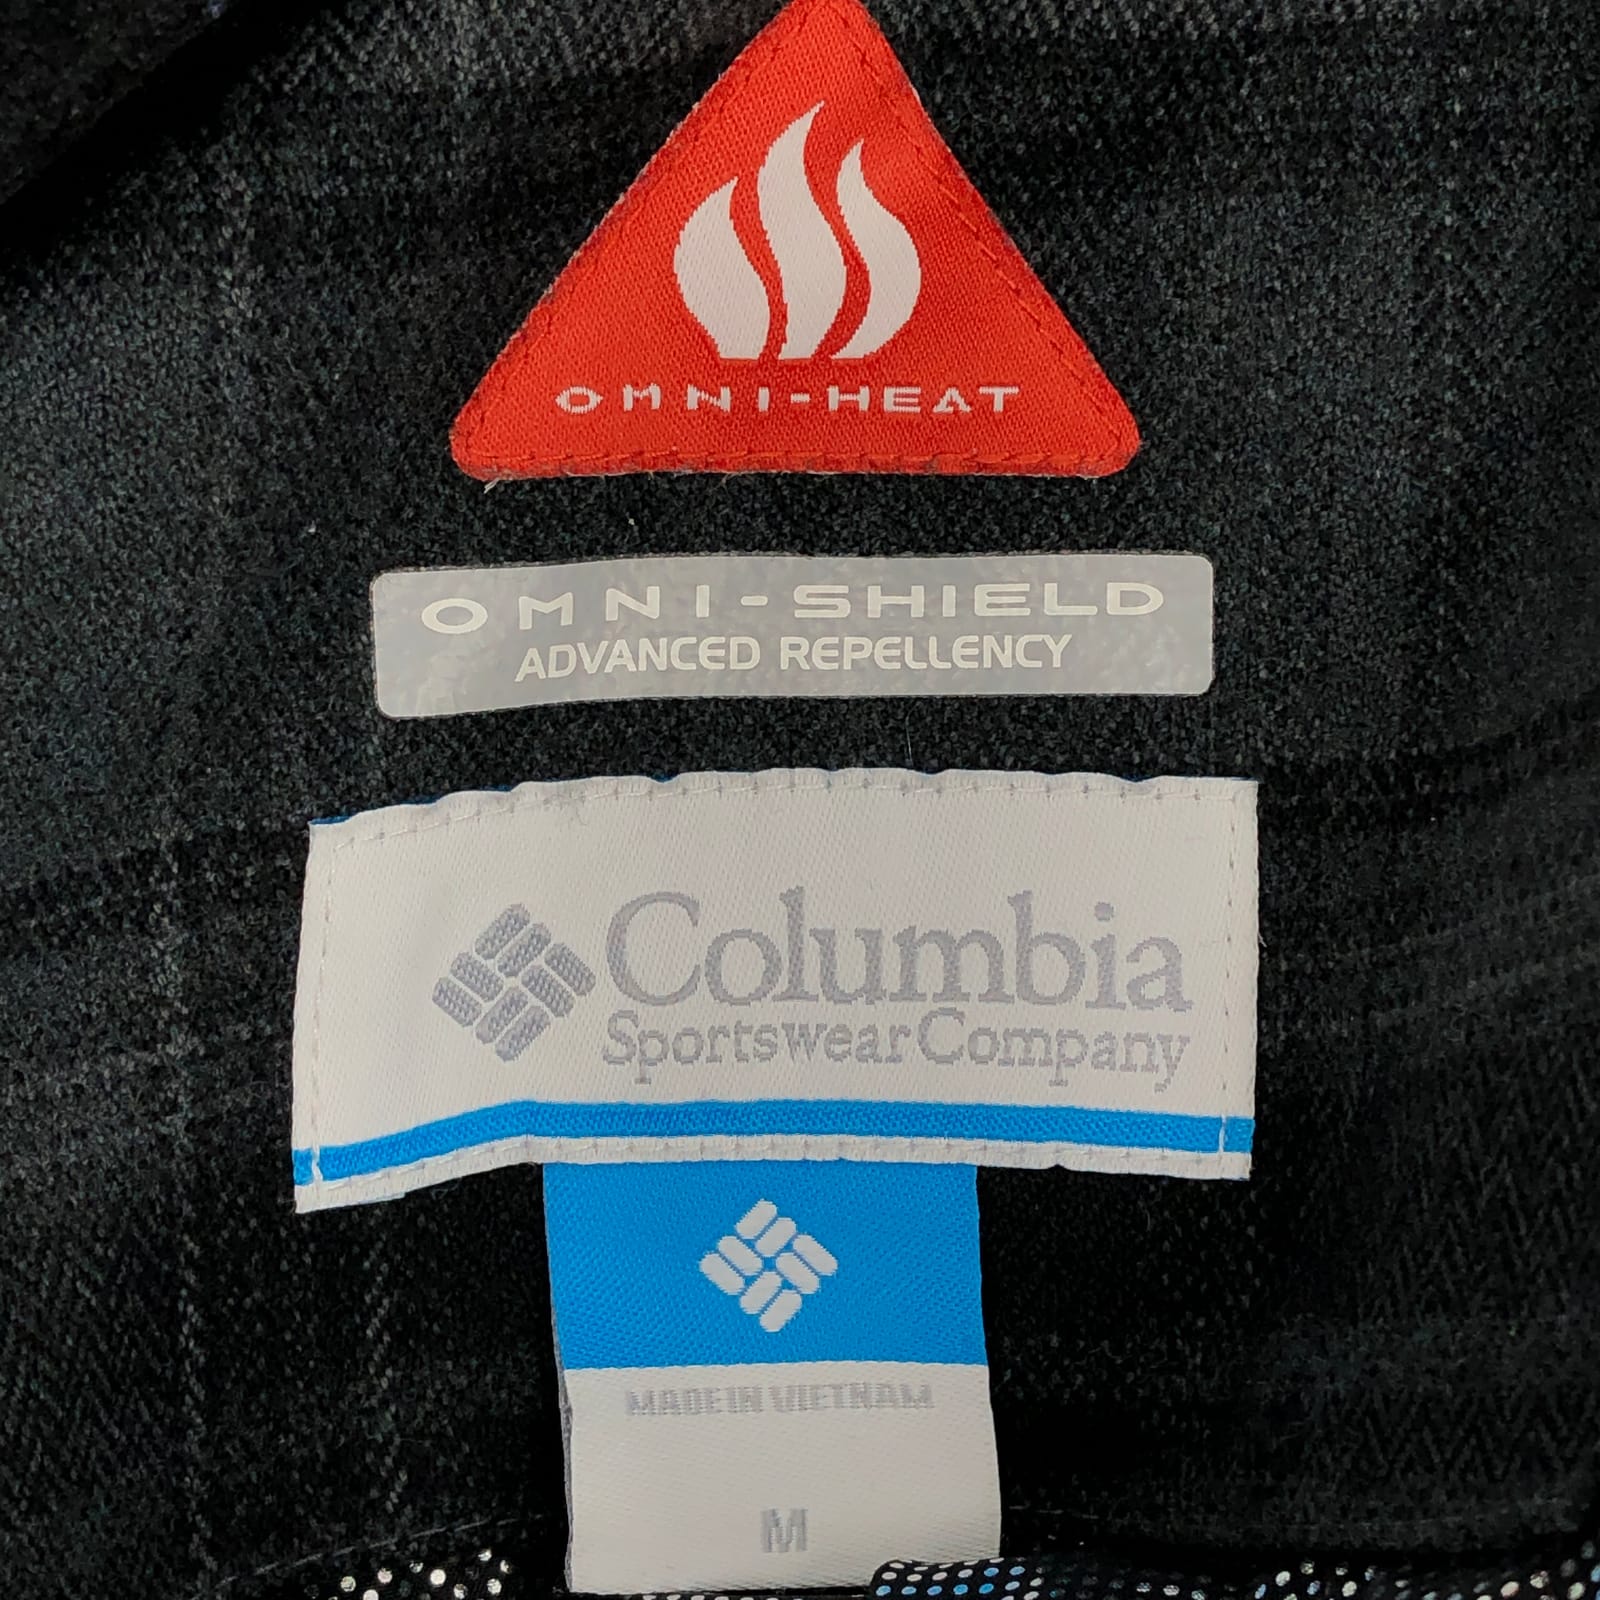 OMNI-HEAT
OMNI-SHIELD
ADVANCED REPELLENCY
Columbia
Sportswear Company
MADE IN VIETNAM
M